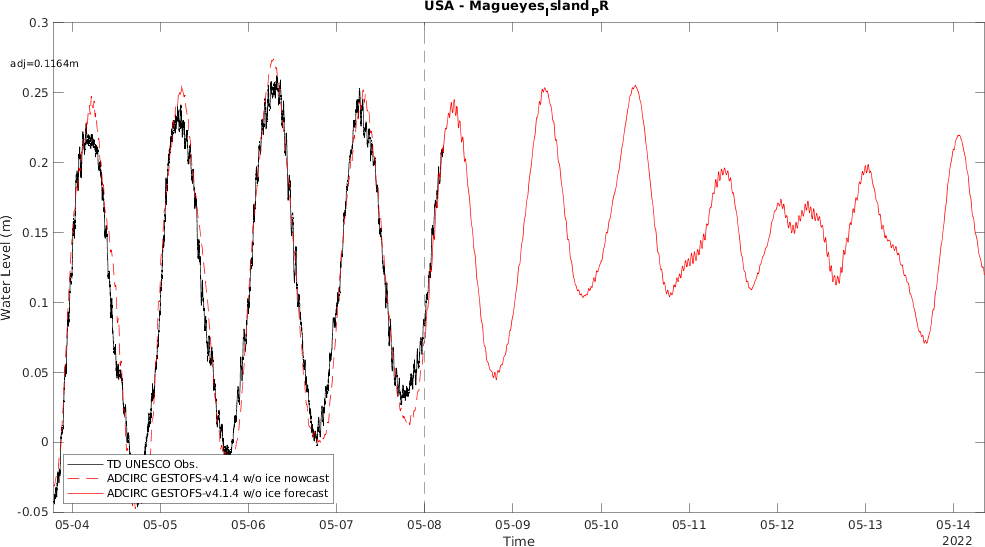 USA - Magueyes Island PR
0.3
adj=0.1164m
0.25
0.2
0.15
0.1
0.05
0
-0.05
Water Level (m)
TD UNESCO Obs.
ADCIRC GESTOFS-v4.1.4 w/o ice nowcast
ADCIRC GESTOFS-v4.1.4 w/o ice forecast
05-04 05-05 05-06 05-07 05-08 05-09 05-10 05-11 05-12 05-13 05-14
Time
2022